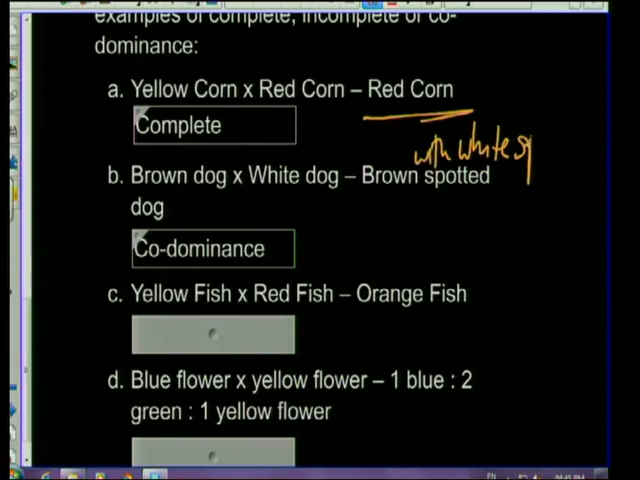 examples of complete, incomplete or co-
dominance:
a. Yellow Corn x Red Corn – Red Corn
Complete
with white sp
b. Brown dog x White dog – Brown spotted
dog
Co-dominance
c. Yellow Fish x Red Fish – Orange Fish
d. Blue flower x yellow flower – 1 blue : 2
green : 1 yellow flower